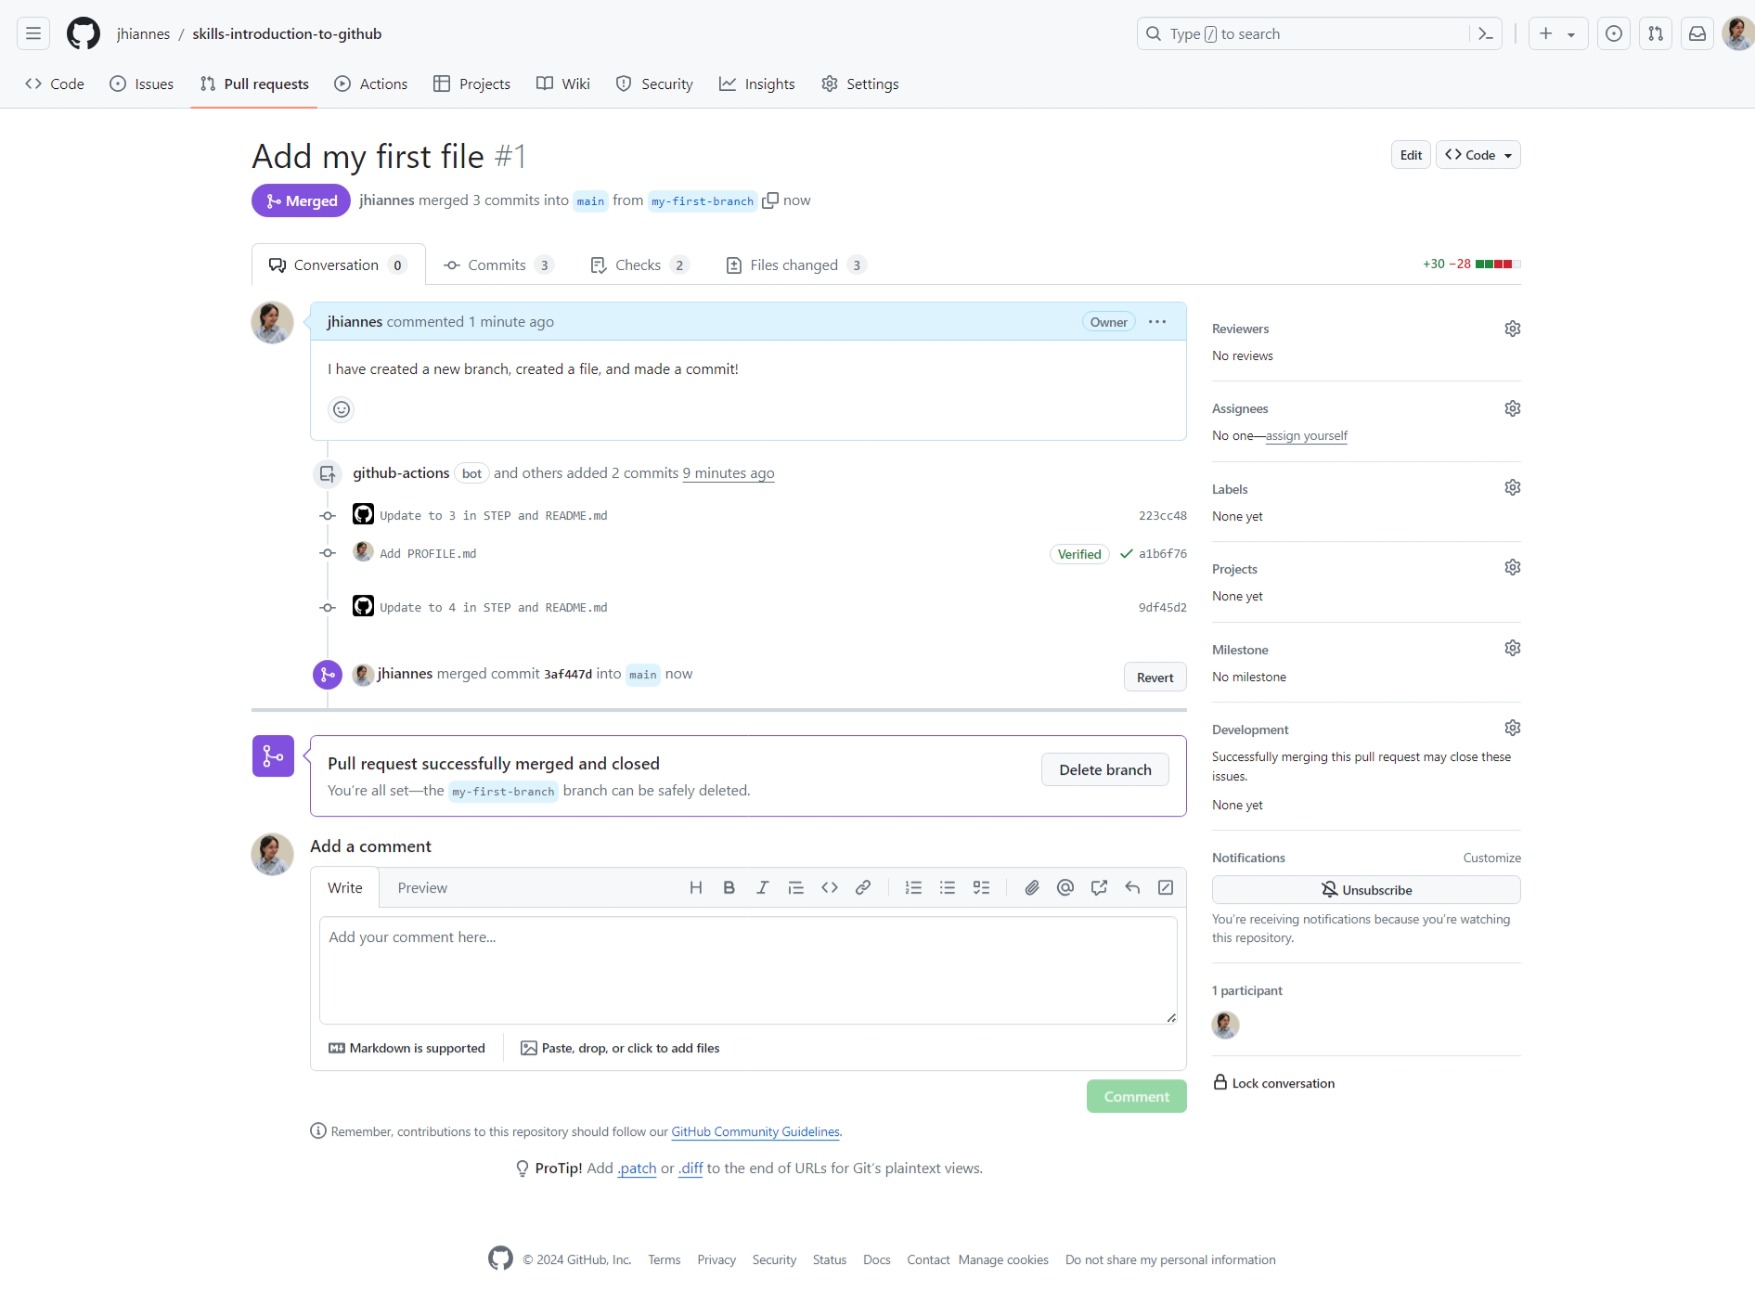 jhiannes / skills-introduction-to-github
Type / to search
Code Issues Pull requests Actions Projects Wiki Security Insights Settings
Add my first file #1
Edit Code
Merged jhiannes merged 3 commits into main from my-first-branch now
Conversation 0 Commits 3 Checks 2 Files changed 3
+30 −28
jhiannes commented 1 minute ago
Owner
I have created a new branch, created a file, and made a commit!
github-actions bot and others added 2 commits 9 minutes ago
Update to 3 in STEP and README.md 223cc48
Add PROFILE.md Verified a1b6f76
Update to 4 in STEP and README.md 9df45d2
jhiannes merged commit 3af447d into main now
Revert
Pull request successfully merged and closed
You're all set—the my-first-branch branch can be safely deleted.
Delete branch
Add a comment
Write Preview
H B I
Add your comment here...
Markdown is supported
Paste, drop, or click to add files
Comment
Remember, contributions to this repository should follow our GitHub Community Guidelines.
ProTip! Add .patch or .diff to the end of URLs for Git's plaintext views.
Reviewers
No reviews
Assignees
No one—assign yourself
Labels
None yet
Projects
None yet
Milestone
No milestone
Development
Successfully merging this pull request may close these
issues.
None yet
Notifications Customize
Unsubscribe
You're receiving notifications because you're watching
this repository.
1 participant
Lock conversation
© 2024 GitHub, Inc. Terms Privacy Security Status Docs Contact Manage cookies Do not share my personal information